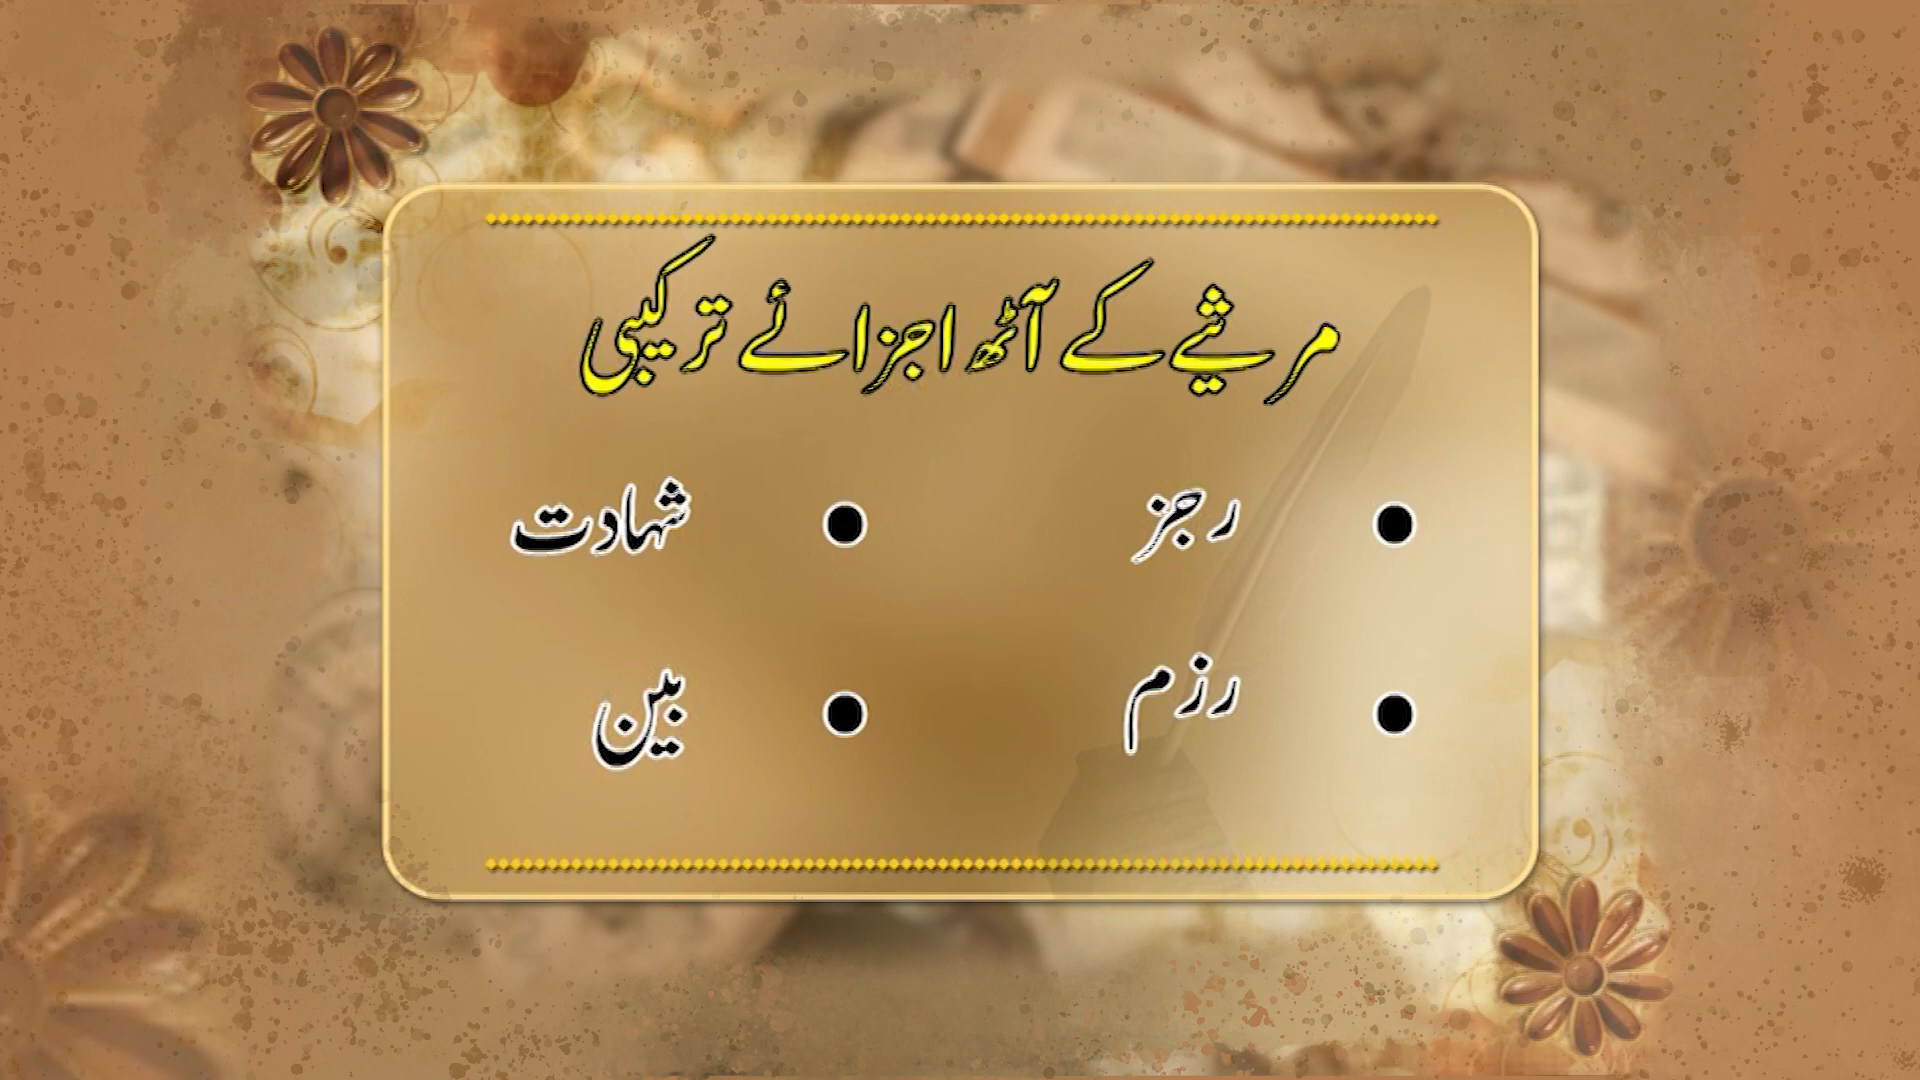 مرثیے کے آٹھ اجزائے ترکیبی
• رجز • شہادت
• رزم • بین